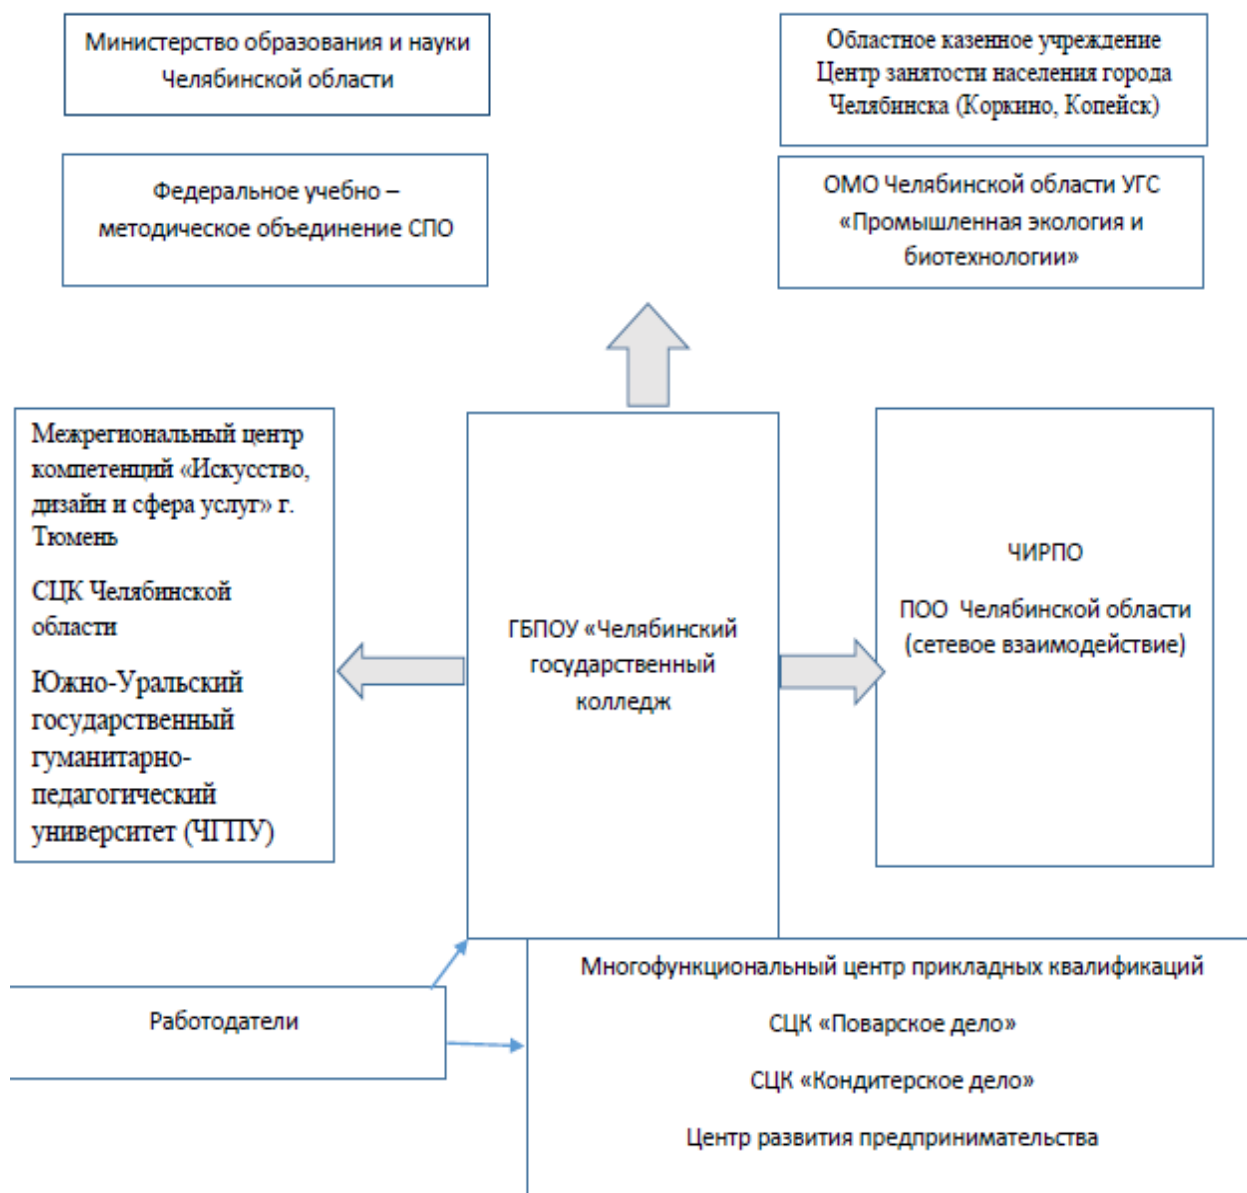 Министерство образования и науки
Челябинской области
Областное казенное учреждение
Центр занятости населения города
Челябинска (Коркино, Копейск)
Федеральное учебно –
методическое объединение СПО
ОМО Челябинской области УГС
«Промышленная экология и
биотехнологии»
Межрегиональный центр
компетенций «Искусство,
дизайн и сфера услуг» г.
Тюмень
СЦК Челябинской
области
Южно-Уральский
государственный
гуманитарно-
педагогический
университет (ЧГПУ)
ГБПОУ «Челябинский
государственный
колледж
ЧИРПО
ПОО Челябинской области
(сетевое взаимодействие)
Работодатели
Многофункциональный центр прикладных квалификаций
СЦК «Поварское дело»
СЦК «Кондитерское дело»
Центр развития предпринимательства